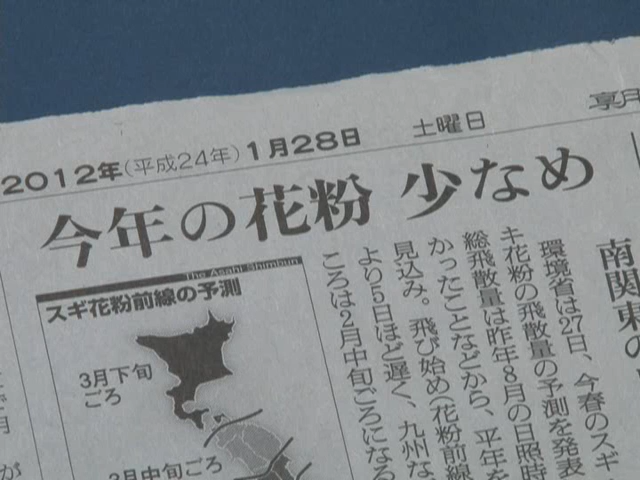 2012年(平成24年)1月28日 土曜日
今年の花粉 少なめ
The Asahi Shimbun
スギ花粉前線の予測
3月下旬
ごろ
3月中旬ごろ
南関東の
環境省は27日、今春のスギ
キ花粉の飛散量の予測を発表
総飛散量は昨年8月の日照時
かったことなどから、平年を
見込み。飛び始め(花粉前線
より5日ほど遅く、九州な
ころは2月中旬ごろになる